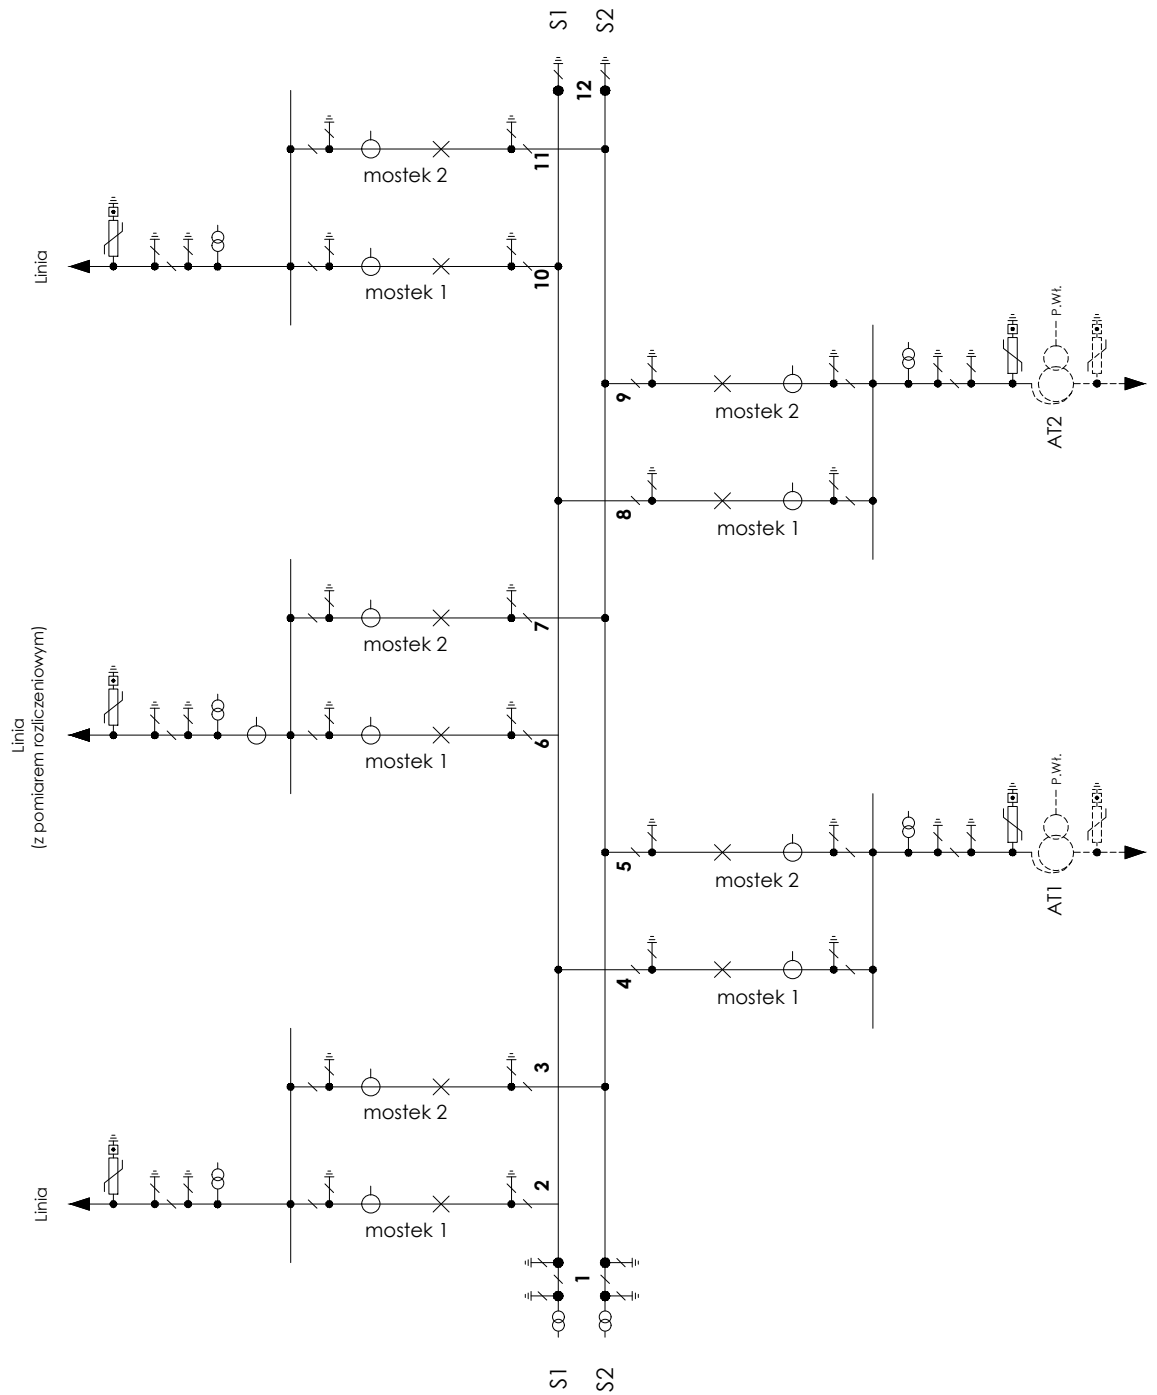 S1
S2
12
11
mostek 2
Linia
10
mostek 1
P.Wł.
9
mostek 2
AT2
8
mostek 1
7
mostek 2
Linia
(z pomiarem rozliczeniowym)
6
mostek 1
P.Wł.
5
mostek 2
AT1
4
mostek 1
3
mostek 2
Linia
2
mostek 1
1
S1
S2